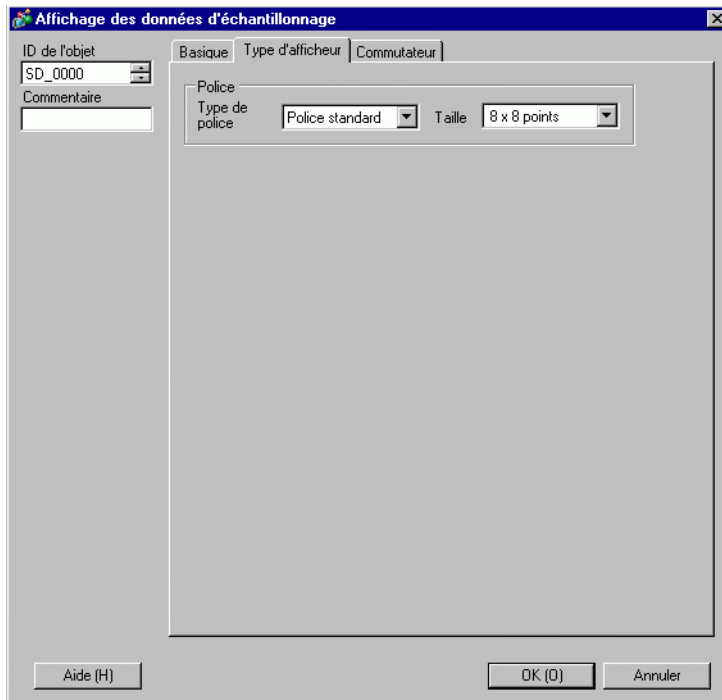 Affichage des données d'échantillonnage
ID de l'objet
SD_0000
Commentaire
Basique
Type d'afficheur
Commutateur
Police
Type de
police
Police standard
Taille
8 x 8 points
Aide (H)
OK (O)
Annuler